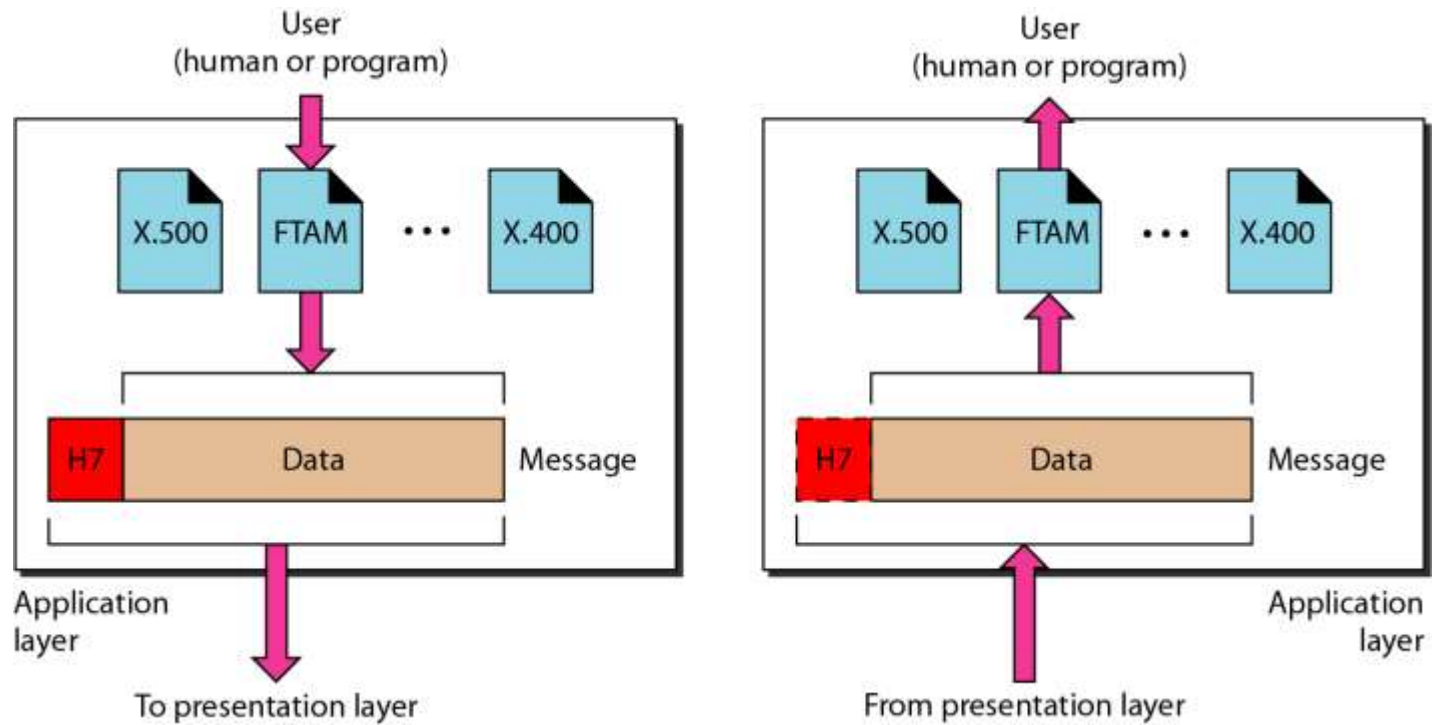 User
(human or program)
X.500
FTAM
...
X.400
H7
Data
Message
Application
layer
To presentation layer
User
(human or program)
X.500
FTAM
...
X.400
H7
Data
Message
Application
layer
From presentation layer